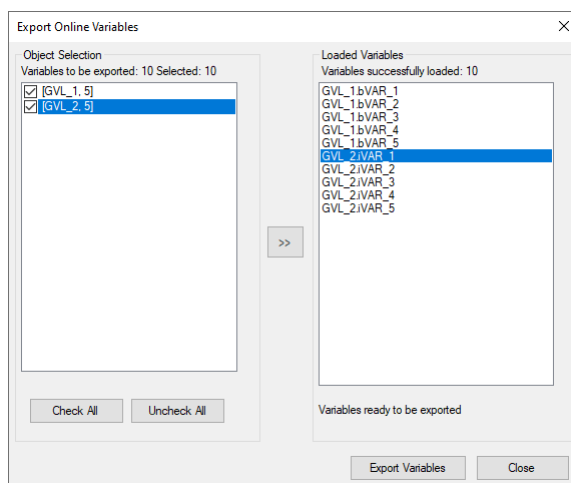 Export Online Variables
Object Selection
Variables to be exported: 10 Selected: 10
[GVL_1, 5]
[GVL_2, 5]
Check All
Uncheck All
>>
Loaded Variables
Variables successfully loaded: 10
GVL_1.bVAR_1
GVL_1.bVAR_2
GVL_1.bVAR_3
GVL_1.bVAR_4
GVL_1.bVAR_5
GVL_2.iVAR_1
GVL_2.iVAR_2
GVL_2.iVAR_3
GVL_2.iVAR_4
GVL_2.iVAR_5
Variables ready to be exported
Export Variables
Close